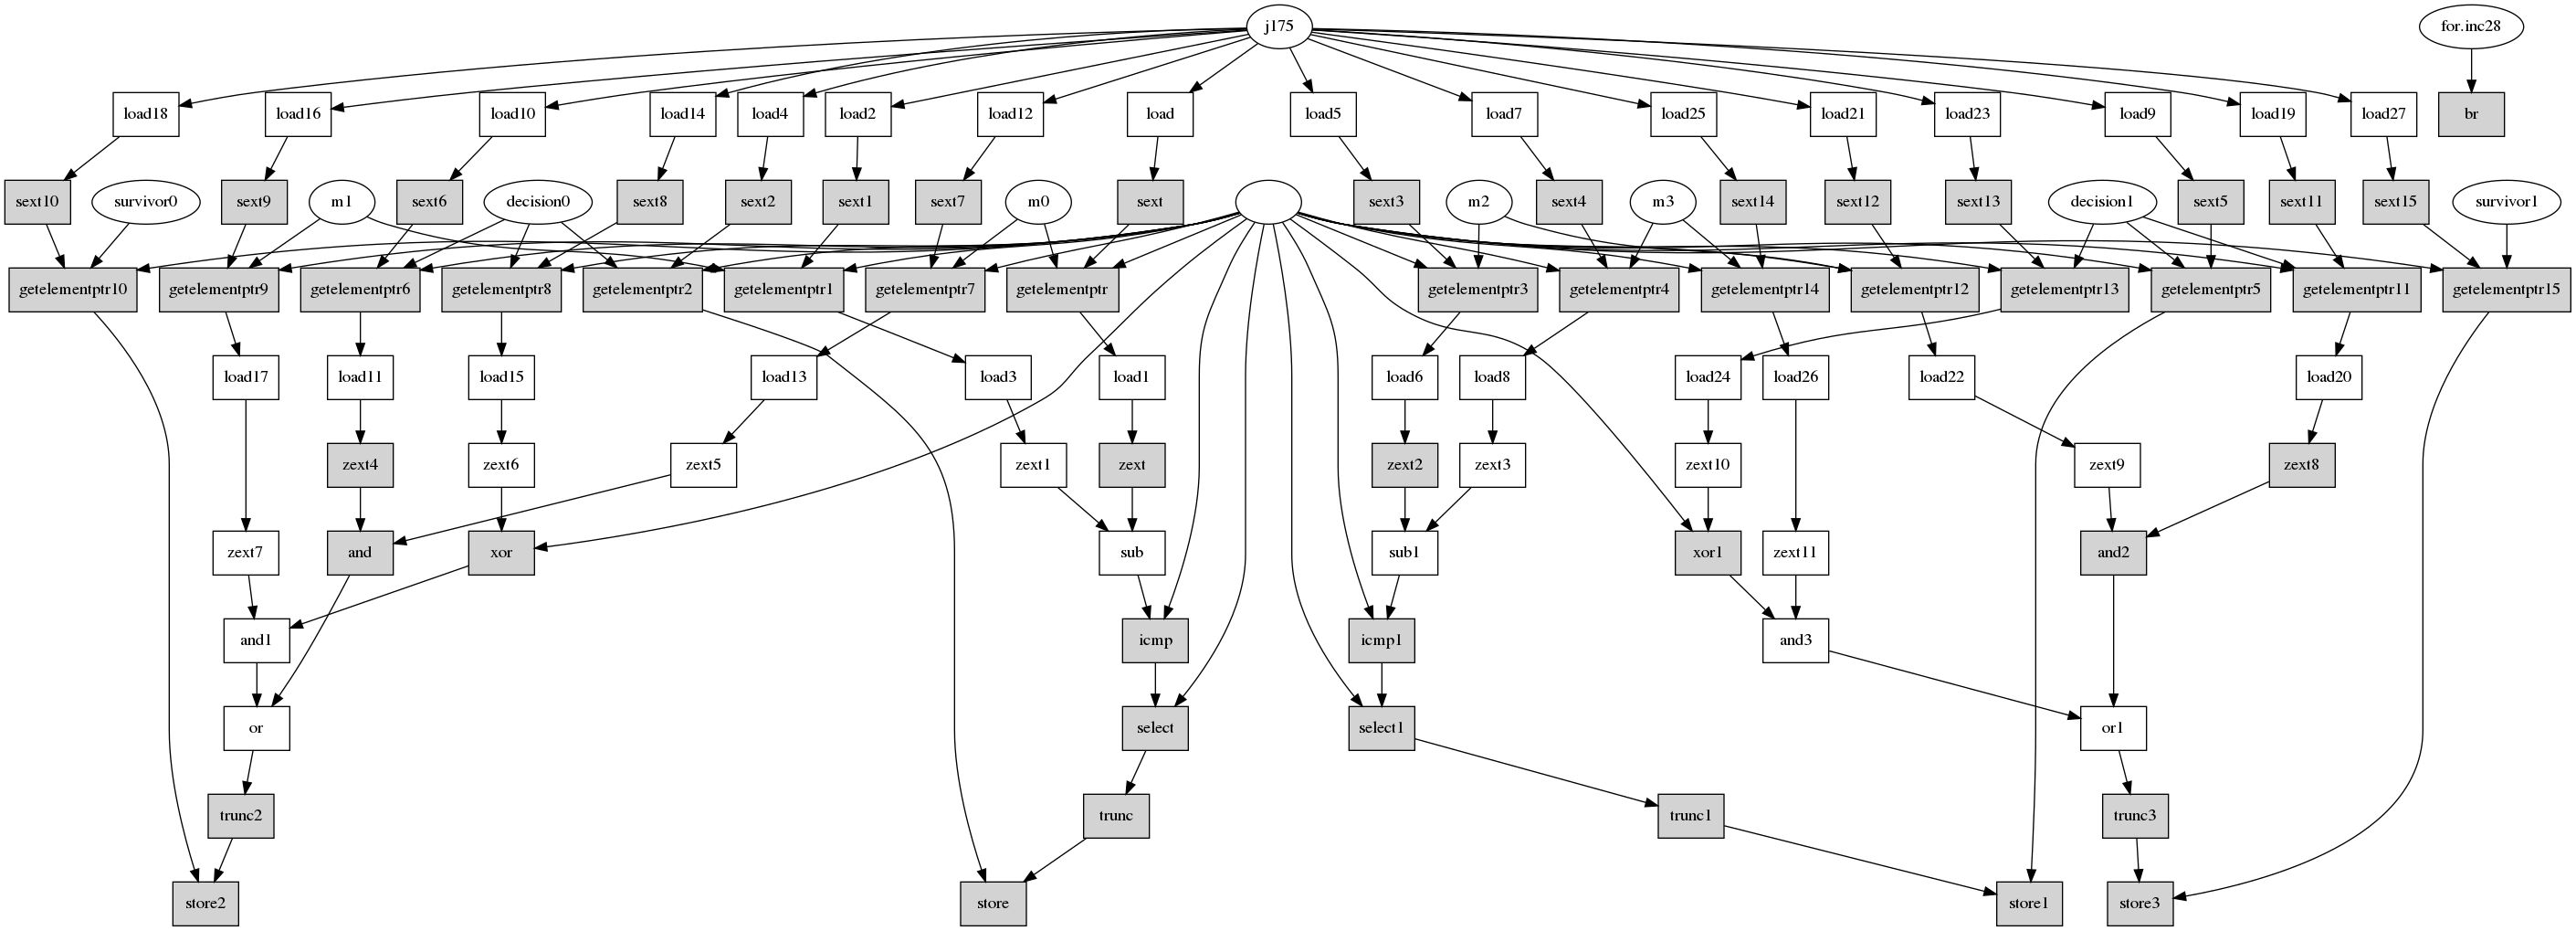 j175
for.inc28
load18
load16
load10
load14
load4
load2
load12
load
load5
load7
load25
load21
load23
load9
load19
load27
br
sext10
survivor0
sext9
m1
sext6
decision0
sext8
sext2
sext1
sext7
m0
sext
sext3
m2
sext4
m3
sext14
sext12
sext13
decision1
sext5
sext11
sext15
survivor1
getelementptr10
getelementptr9
getelementptr6
getelementptr8
getelementptr2
getelementptr1
getelementptr7
getelementptr
getelementptr3
getelementptr4
getelementptr14
getelementptr12
getelementptr13
getelementptr5
getelementptr11
getelementptr15
load17
load11
load15
load13
load3
load1
load6
load8
load24
load26
load22
load20
zext4
zext6
zext5
zext1
zext
zext2
zext3
zext10
zext9
zext8
zext7
and
xor
sub
sub1
xor1
zext11
and2
and1
icmp
icmp1
and3
or
select
select1
or1
trunc2
trunc
trunc1
trunc3
store2
store
store1
store3